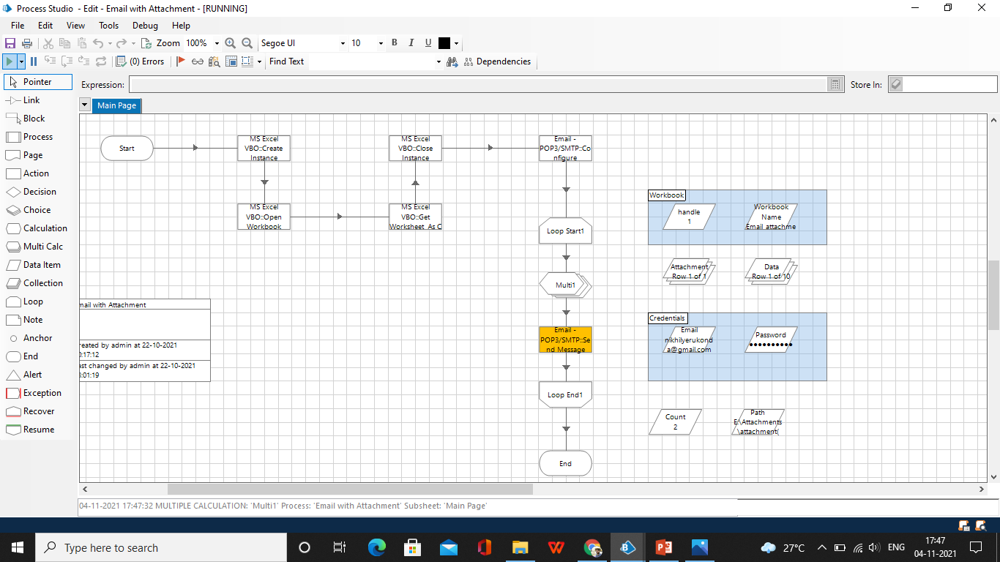 Process Studio - Edit - Email with Attachment - [RUNNING]
File Edit View Tools Debug Help
Zoom 100% Segoe UI 10 B I U
(0) Errors Find Text Dependencies
Expression: Store In:
Pointer
Link
Block
Process
Page
Action
Decision
Choice
Calculation
Multi Calc
Data Item
Collection
Loop
Note
Anchor
End
Alert
Exception
Recover
Resume
Main Page
Start
MS Excel
VBO::Create
Instance
MS Excel
VBO::Open
Workbook
MS Excel
VBO::Get
Worksheet As C
MS Excel
VBO::Close
Instance
Email -
POP3/SMTP::Co
nfigure
Loop Start1
Multi1
Email -
POP3/SMTP::Se
nd Message
Loop End1
End
Workbook
handle
1
Workbook
Name
Email attachme
Attachment
Row 1 of 1
Data
Row 1 of 10
Credentials
Email
nikhilyerukond
a@gmail.com
Password
••••••••••
Count
2
Path
E:\Attachments
\attachment(
mail with Attachment
reated by admin at 22-10-2021
0:17:12
ast changed by admin at 22-10-2021
:01:19
04-11-2021 17:47:32 MULTIPLE CALCULATION: 'Multi1' Process: 'Email with Attachment' Subsheet: 'Main Page'
Type here to search
27°C
ENG
17:47
04-11-2021